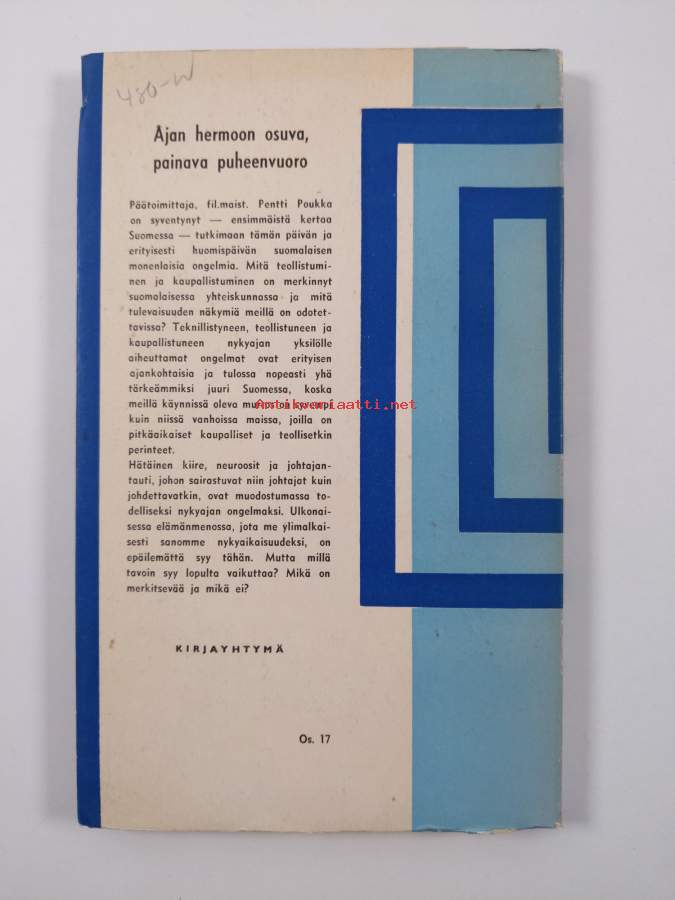 480-
Ajan hermoon osuva,
painava puheenvuoro
Päätoimittaja, fil.maist. Pentti Poukka
on syventynyt — ensimmäistä kertaa
Suomessa — tutkimaan tämän päivän ja
erityisesti huomispäivän suomalaisen
monenlaisia ongelmia. Mitä teollistumi-
nen ja kaupallistuminen on merkinnyt
suomalaisessa yhteiskunnassa ja mitä
tulevaisuuden näkymiä meillä on odotet-
tavissa? Teknillistyneen, teollistuneen ja
kaupallistuneen nykyajan yksilölle
aiheuttamat ongelmat ovat erityisen
ajankohtaisia ja tulossa nopeasti yhä
tärkeämmiksi juuri Suomessa, koska
meillä käynnissä oleva murros on
Antikvariaatti.net
kuin niissä vanhoissa maissa, joilla on
pitkäaikaiset kaupalliset ja teollisetkin
perinteet.
Hätäinen kiire, neuroosit ja johtajan-
tauti, johon sairastuvat niin johtajat kuin
johdettavatkin, ovat muodostumassa to-
delliseksi nykyajan ongelmaksi. Ulkonai-
sessa elämänmenossa, jota me ylimalkai-
sesti sanomme nykyaikaisuudeksi, on
epäilemättä syy tähän. Mutta millä
tavoin syy lopulta vaikuttaa? Mikä on
merkitsevää ja mikä ei?
KIRJAYHTYMÄ
Os. 17